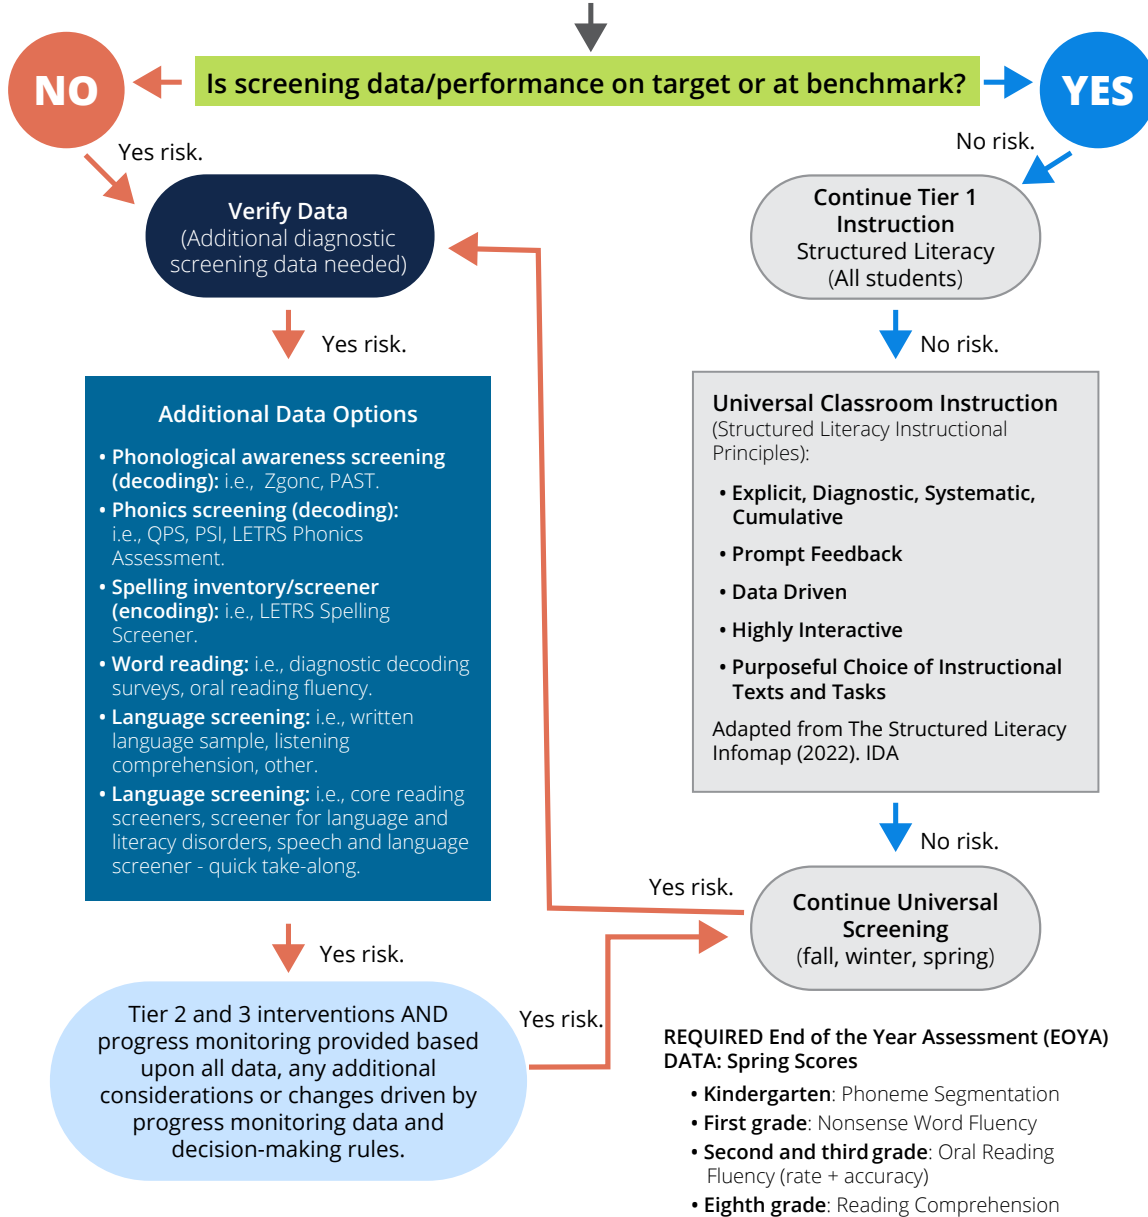 NO
Is screening data/performance on target or at benchmark?
YES
Yes risk.
No risk.
Verify Data
(Additional diagnostic
screening data needed)
Continue Tier 1
Instruction
Structured Literacy
(All students)
Yes risk.
No risk.
Additional Data Options
• Phonological awareness screening
(decoding): i.e., Zgonc, PAST.
• Phonics screening (decoding):
i.e., QPS, PSI, LETRS Phonics
Assessment.
• Spelling inventory/screener
(encoding): i.e., LETRS Spelling
Screener.
• Word reading: i.e., diagnostic decoding
surveys, oral reading fluency.
• Language screening: i.e., written
language sample, listening
comprehension, other.
• Language screening: i.e., core reading
screeners, screener for language and
literacy disorders, speech and language
screener - quick take-along.
Universal Classroom Instruction
(Structured Literacy Instructional
Principles):
• Explicit, Diagnostic, Systematic,
Cumulative
• Prompt Feedback
• Data Driven
• Highly Interactive
• Purposeful Choice of Instructional
Texts and Tasks
Adapted from The Structured Literacy
Infomap (2022). IDA
No risk.
Yes risk.
Continue Universal
Screening
(fall, winter, spring)
Yes risk.
Tier 2 and 3 interventions AND
progress monitoring provided based
upon all data, any additional
considerations or changes driven by
progress monitoring data and
decision-making rules.
Yes risk.
REQUIRED End of the Year Assessment (EOYA)
DATA: Spring Scores
• Kindergarten: Phoneme Segmentation
• First grade: Nonsense Word Fluency
• Second and third grade: Oral Reading
Fluency (rate + accuracy)
• Eighth grade: Reading Comprehension